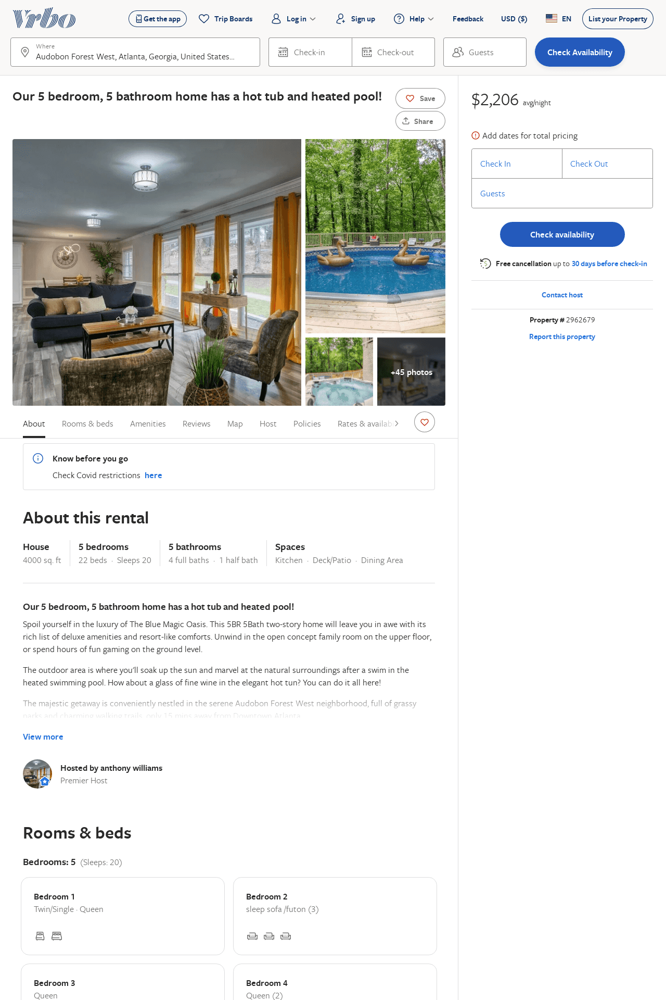 Vrbo
Get the app
Trip Boards
Log in
Sign up
Help
Feedback
USD ($)
EN
List your Property
Where
Audobon Forest West, Atlanta, Georgia, United States...
Check-in
Check-out
Guests
Check Availability
Our 5 bedroom, 5 bathroom home has a hot tub and heated pool!
Save
Share
+45 photos
$2,206 avg/night
Add dates for total pricing
Check In
Check Out
Guests
Check availability
Free cancellation up to 30 days before check-in
Contact host
Property # 2962679
Report this property
About
Rooms & beds
Amenities
Reviews
Map
Host
Policies
Rates & availab
Know before you go
Check Covid restrictions here
About this rental
House
4000 sq. ft
5 bedrooms
22 beds · Sleeps 20
5 bathrooms
4 full baths · 1 half bath
Spaces
Kitchen · Deck/Patio · Dining Area
Our 5 bedroom, 5 bathroom home has a hot tub and heated pool!
Spoil yourself in the luxury of The Blue Magic Oasis. This 5BR 5Bath two-story home will leave you in awe with its
rich list of deluxe amenities and resort-like comforts. Unwind in the open concept family room on the upper floor,
or spend hours of fun gaming on the ground level.
The outdoor area is where you'll soak up the sun and marvel at the natural surroundings after a swim in the
heated swimming pool. How about a glass of fine wine in the elegant hot tun? You can do it all here!
The majestic getaway is conveniently nestled in the serene Audobon Forest West neighborhood, full of grassy
parks and charming walking trails, only 15 mins away from Downtown Atlanta
View more
Hosted by anthony williams
Premier Host
Rooms & beds
Bedrooms: 5 (Sleeps: 20)
Bedroom 1
Twin/Single · Queen
Bedroom 2
sleep sofa /futon (3)
Bedroom 3
Queen
Bedroom 4
Queen (2)